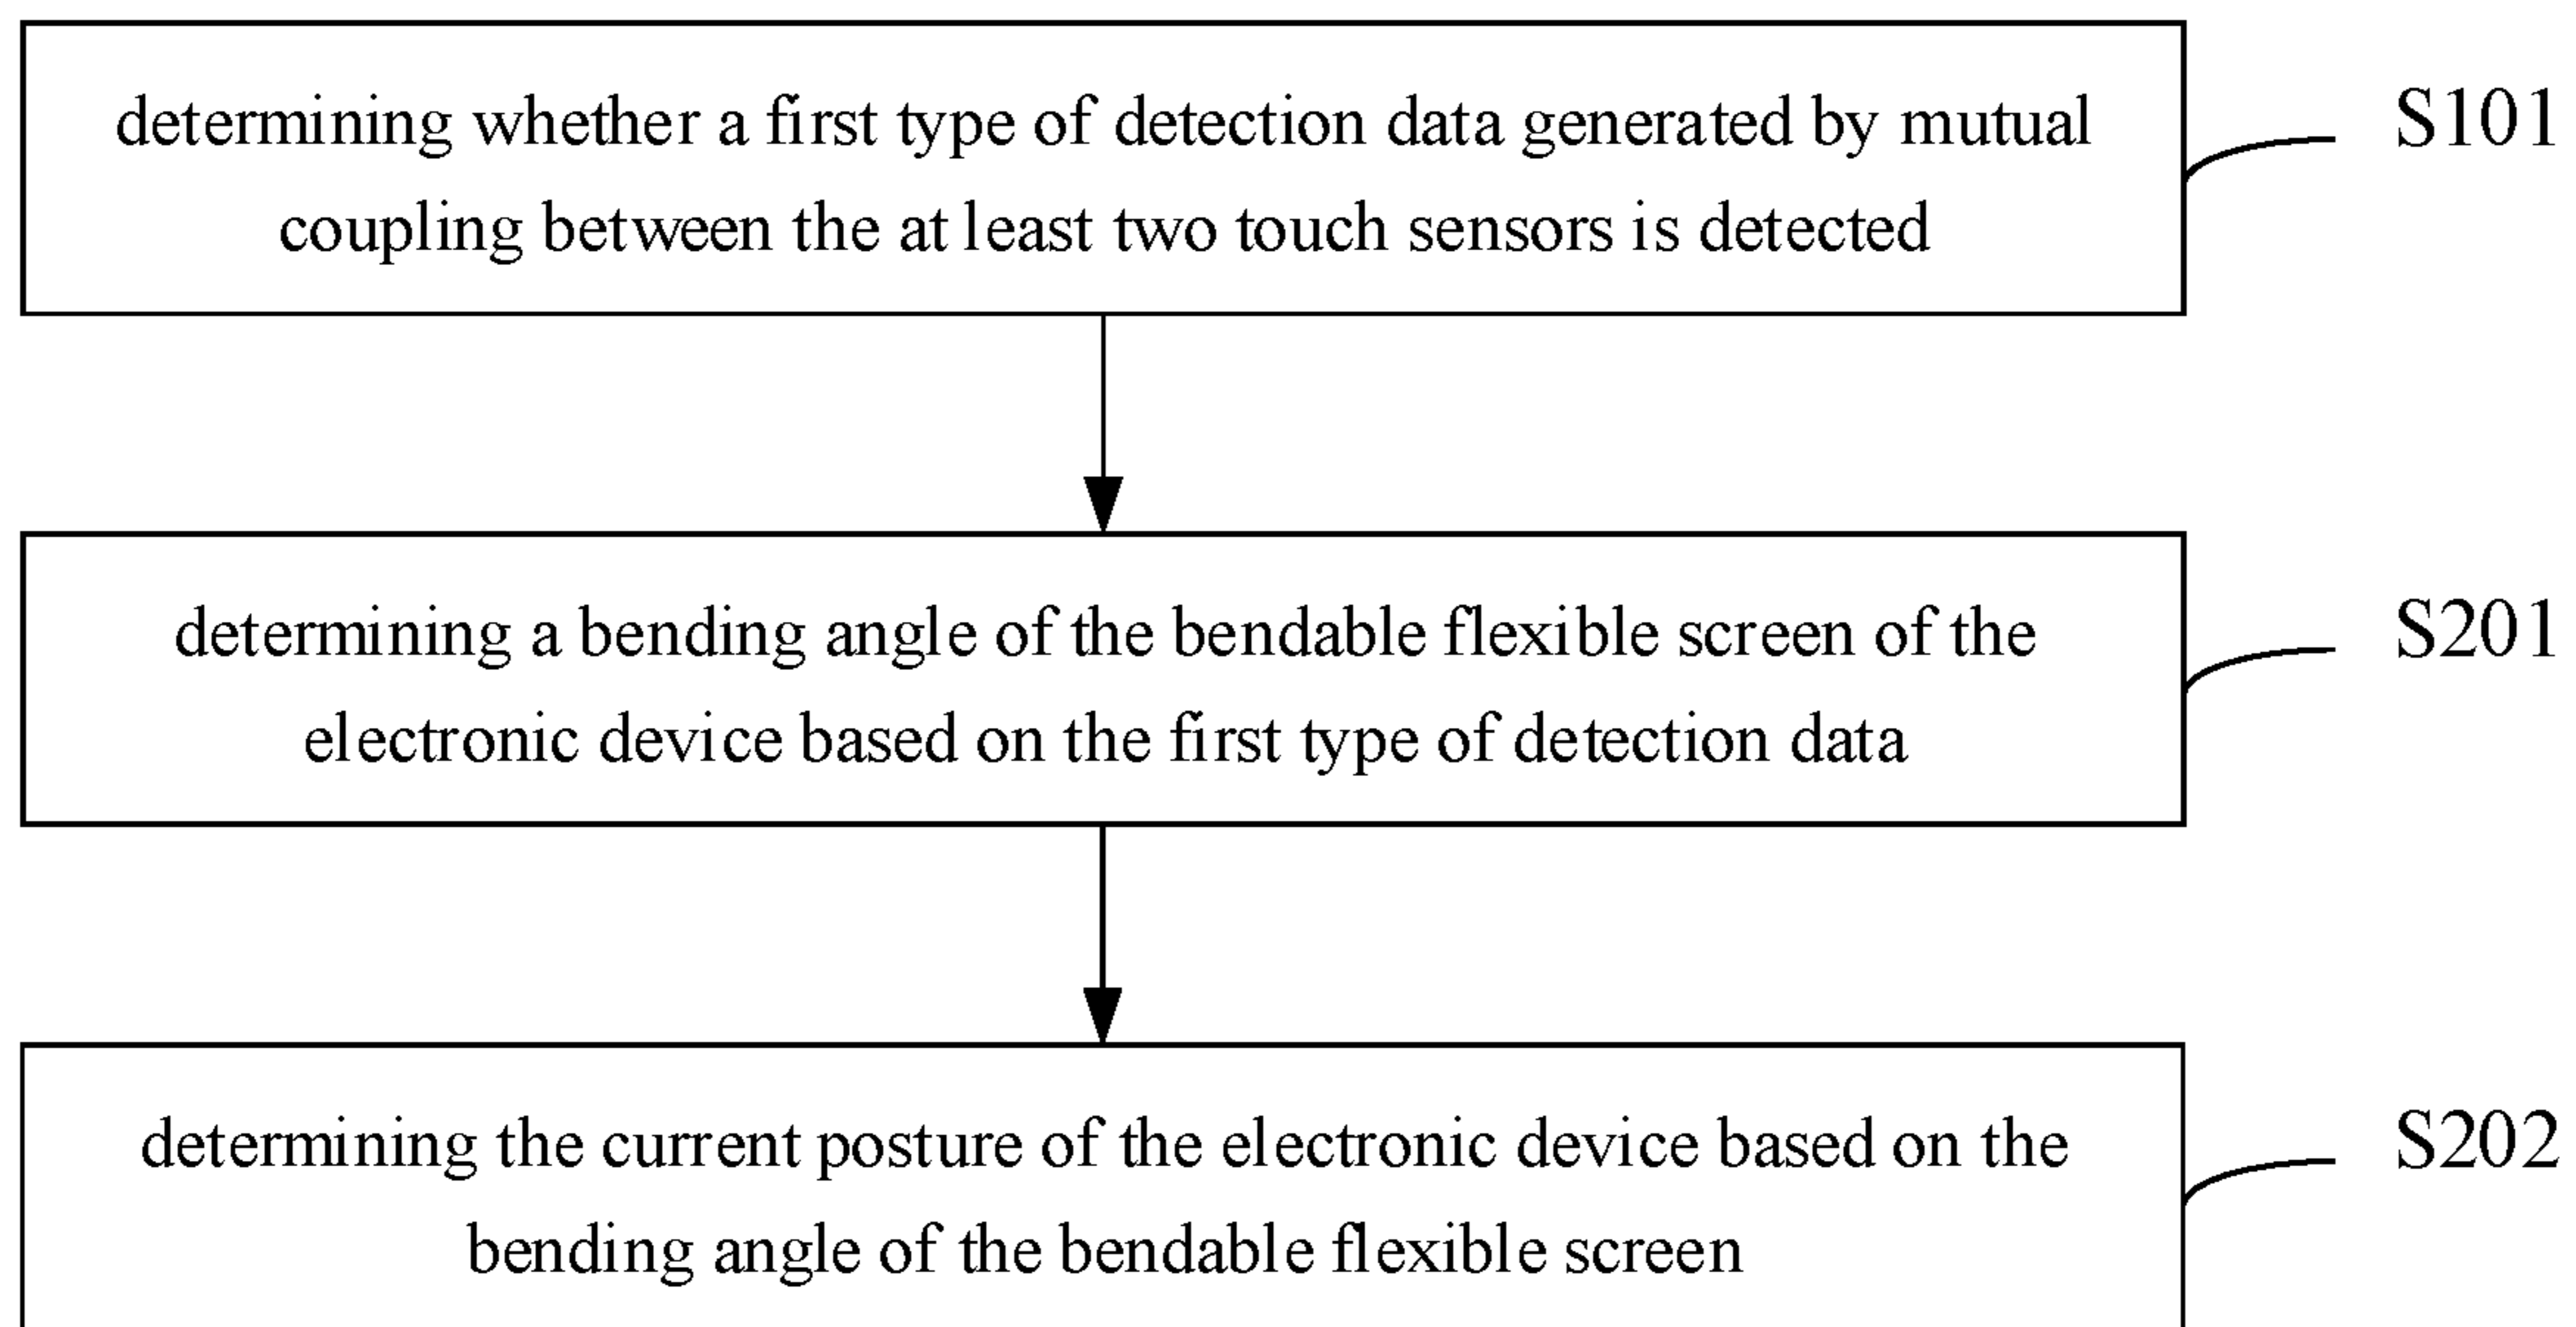 determining whether a first type of detection data generated by mutual
coupling between the at least two touch sensors is detected
S101
determining a bending angle of the bendable flexible screen of the
electronic device based on the first type of detection data
S201
determining the current posture of the electronic device based on the
bending angle of the bendable flexible screen
S202